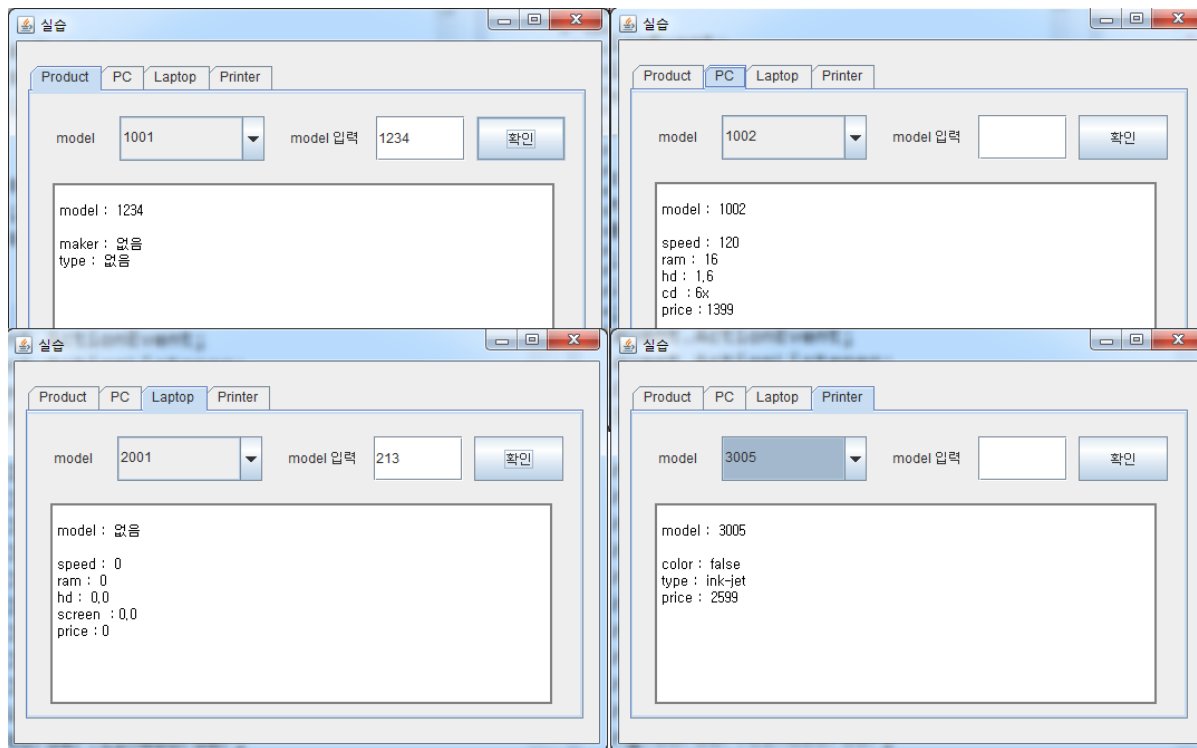 실습
Product PC Laptop Printer
model 1001 model 입력 1234 확인
model : 1234
maker : 없음
type : 없음
실습
Product PC Laptop Printer
model 1002 model 입력 확인
model : 1002
speed : 120
ram : 16
hd : 1,6
cd : 6x
price : 1399
실습
Product PC Laptop Printer
model 2001 model 입력 213 확인
model : 없음
speed : 0
ram : 0
hd : 0,0
screen : 0,0
price : 0
실습
Product PC Laptop Printer
model 3005 model 입력 확인
model : 3005
color : false
type : ink-jet
price : 2599